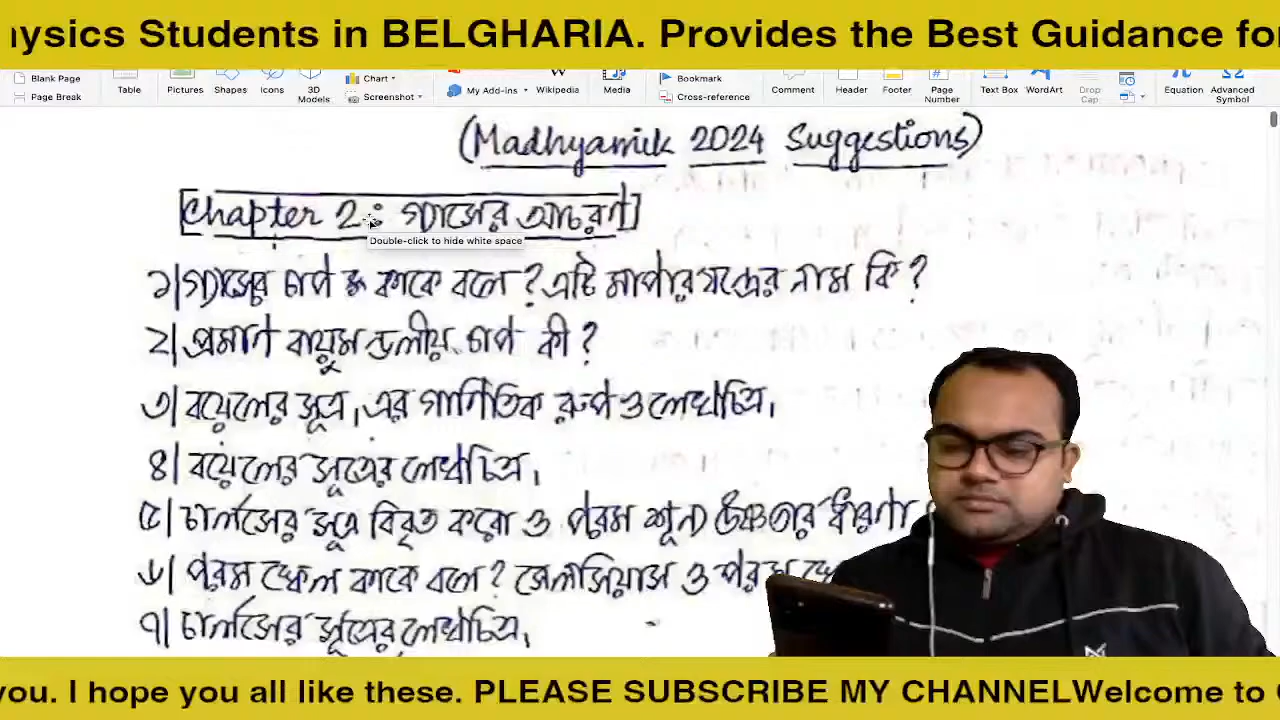 ysics Students in BELGHARIA. Provides the Best Guidance for
Blank Page
Page Break
Table
Pictures
Shapes
Icons
3D Models
Chart
Screenshot
My Add-ins
Wikipedia
Media
Bookmark
Cross-reference
Comment
Header
Footer
Page Number
Text Box
WordArt
Drop Cap
Equation
Advanced Symbol
(Madhyamik 2024 Suggestions)
[Chapter 2: গ্যাসের আচরণ]
Double-click to hide white space
১| গ্যাসের চাপ কাকে বলে? এটি মাপার যন্ত্রের নাম কি?
২| প্রমাণ বায়ুমন্ডলীয় চাপ কী?
৩| বয়েলের সূত্র, এর গাণিতিক রুপ ও লেখচিত্র।
৪| বয়েলের সূত্রের লেখচিত্র।
৫| চার্লসের সূত্র বিবৃত করো ও পরম শূন্য উষ্ণতার ধারণা
৬| পরম স্কেল কাকে বলে? সেলসিয়াস ও পরম স্কে
৭| চার্লসের সূত্রের লেখচিত্র।
you. I hope you all like these. PLEASE SUBSCRIBE MY CHANNELWelcome to